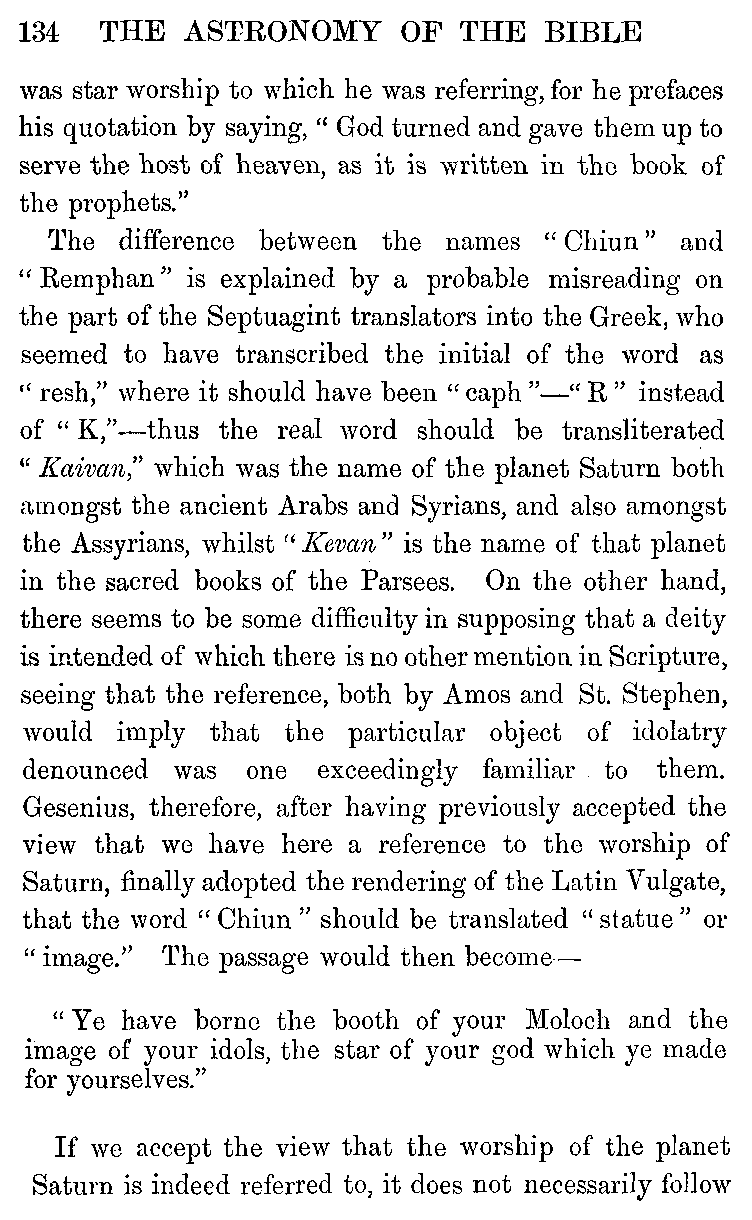 134 THE ASTRONOMY OF THE BIBLE
was star worship to which he was referring, for he prefaces
his quotation by saying, “ God turned and gave them up to
serve the host of heaven, as it is written in the book of
the prophets.”
The difference between the names “ Chiun ” and
“ Remphan ” is explained by a probable misreading on
the part of the Septuagint translators into the Greek, who
seemed to have transcribed the initial of the word as
“ resh,” where it should have been “ caph ”—“ R ” instead
of “ K,”—thus the real word should be transliterated
“ Kaivan,” which was the name of the planet Saturn both
amongst the ancient Arabs and Syrians, and also amongst
the Assyrians, whilst “ Kevan ” is the name of that planet
in the sacred books of the Parsees. On the other hand,
there seems to be some difficulty in supposing that a deity
is intended of which there is no other mention in Scripture,
seeing that the reference, both by Amos and St. Stephen,
would imply that the particular object of idolatry
denounced was one exceedingly familiar to them.
Gesenius, therefore, after having previously accepted the
view that we have here a reference to the worship of
Saturn, finally adopted the rendering of the Latin Vulgate,
that the word “ Chiun ” should be translated “ statue ” or
“ image.” The passage would then become—
“ Ye have borne the booth of your Moloch and the
image of your idols, the star of your god which ye made
for yourselves.”
If we accept the view that the worship of the planet
Saturn is indeed referred to, it does not necessarily follow